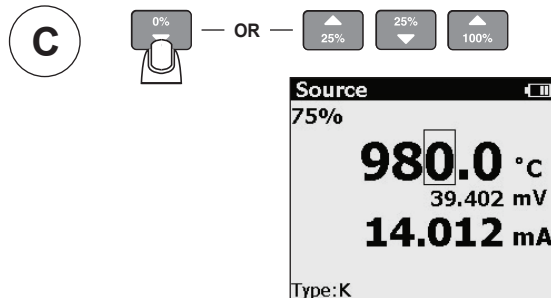 C
0% — OR — 25% 25% 100%
Source
75%
980.0 °C
39.402 mV
14.012 mA
Type:K